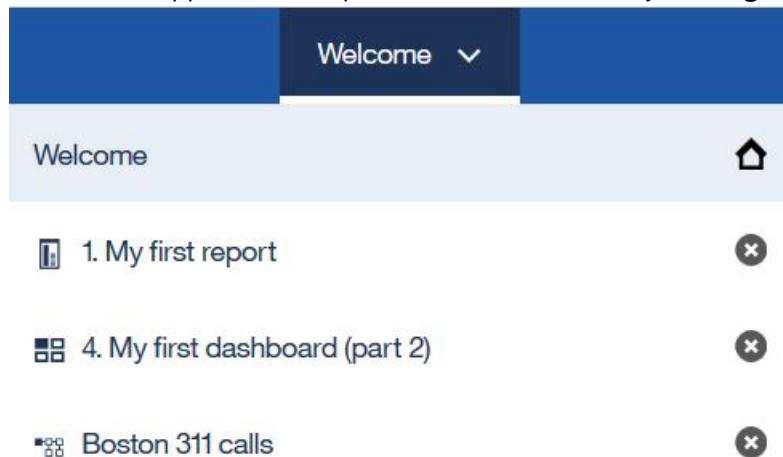 Welcome
Welcome
1. My first report
4. My first dashboard (part 2)
Boston 311 calls